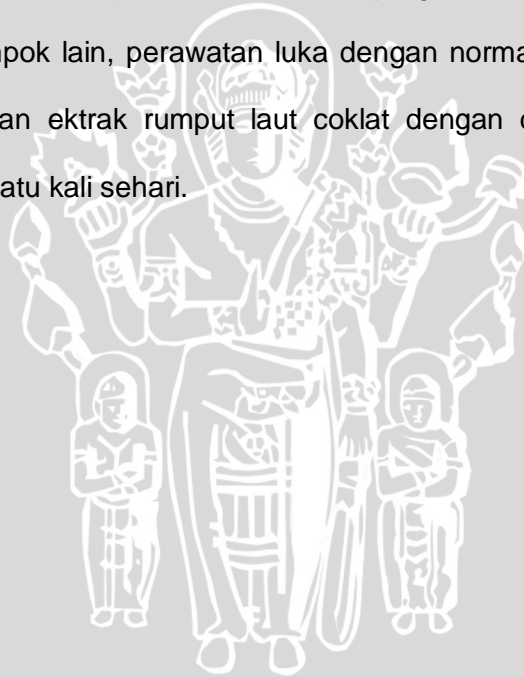 pok lain, perawatan luka dengan norma
an ektrak rumput laut coklat dengan
atu kali sehari.